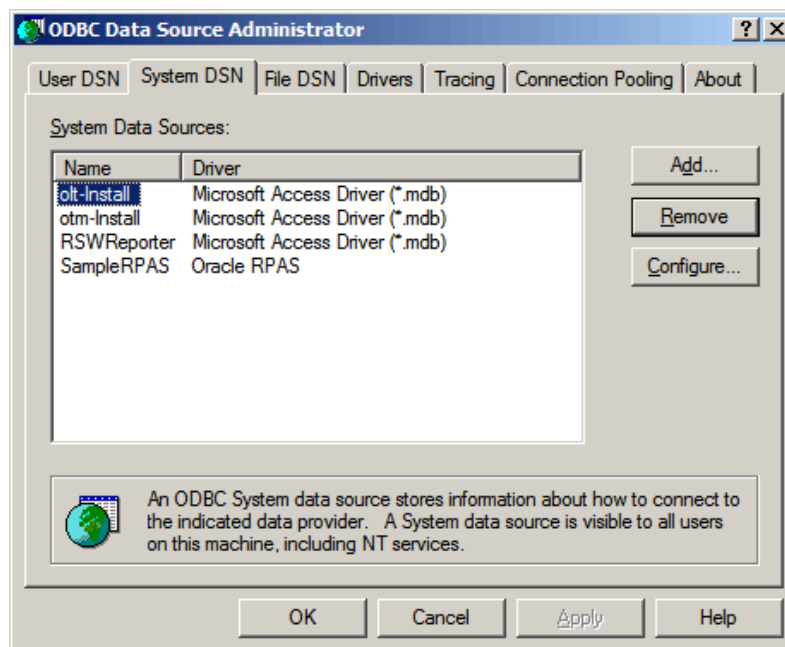 ODBC Data Source Administrator
User DSN System DSN File DSN Drivers Tracing Connection Pooling About
System Data Sources:
Name Driver
olt-Install Microsoft Access Driver (*.mdb)
otm-Install Microsoft Access Driver (*.mdb)
RSWReporter Microsoft Access Driver (*.mdb)
SampleRPAS Oracle RPAS
Add...
Remove
Configure...
An ODBC System data source stores information about how to connect to
the indicated data provider. A System data source is visible to all users
on this machine, including NT services.
OK Cancel Apply Help